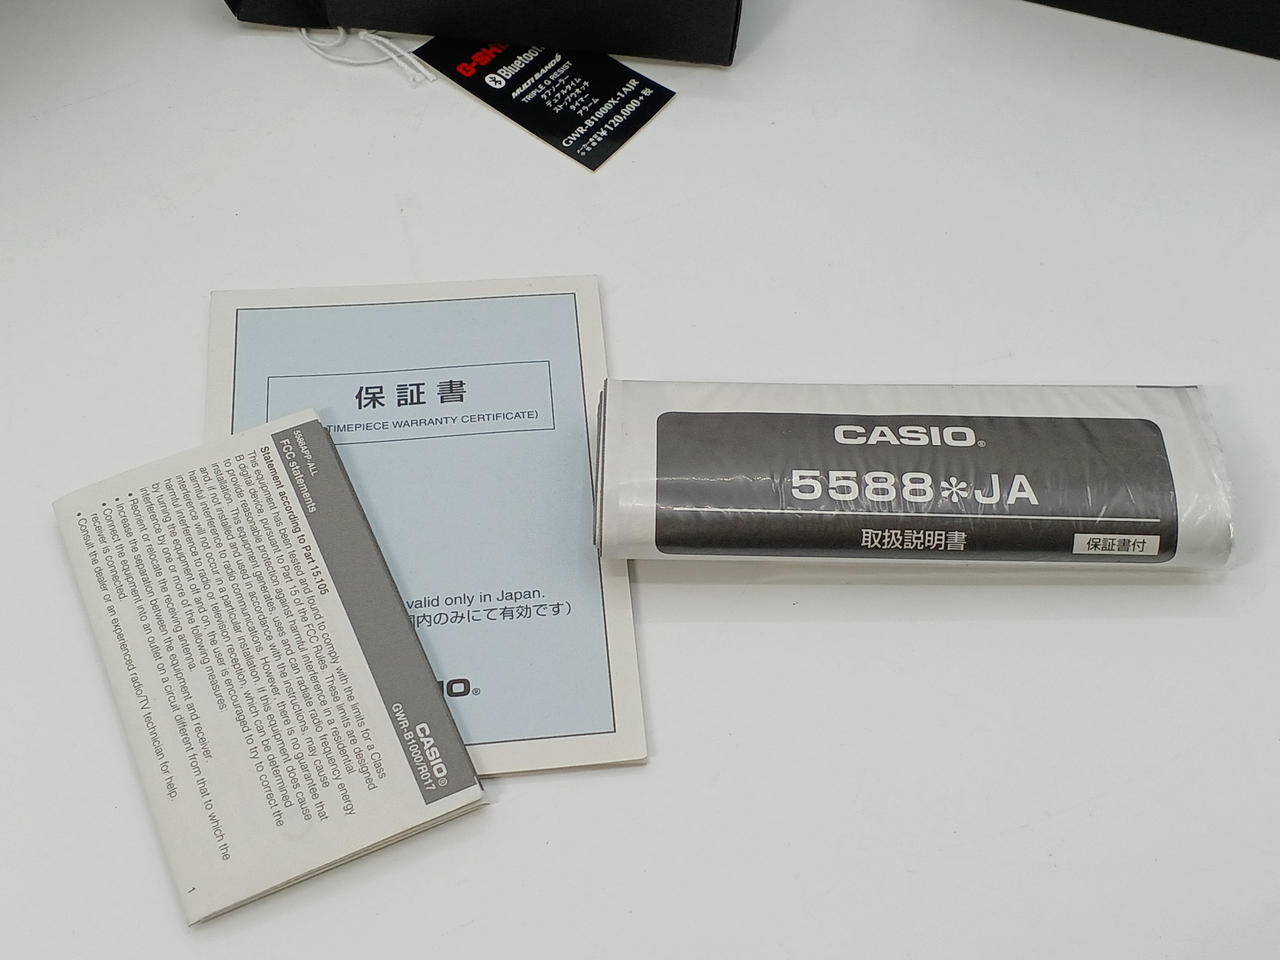 G-SH
Bluetoot
MULTI BAND 6
TRIPLE G RESIST
タフソーラー
デュアルタイム
ストップウオッチ
タイマー
アラーム
GWR-B1000X-1AJR
¥120,000+税
保証書
TIMEPIECE WARRANTY CERTIFICATE)
valid only in Japan.
内のみにて有効です）
IO®
5588APP-ALL
FCC statements
CASIO®
GWR-B1000/R017
Statement according to Part 15.105
This equipment has been tested and found to comply with the limits for a Class
B digital device, pursuant to Part 15 of the FCC Rules. These limits are designed
to provide reasonable protection against harmful interference in a residential
installation. This equipment generates, uses and can radiate radio frequency energy
and, if not installed and used in accordance with the instructions, may cause
harmful interference to radio communications. However, there is no guarantee that
interference will not occur in a particular installation. If this equipment does cause
harmful interference to radio or television reception, which can be determined
by turning the equipment off and on, the user is encouraged to try to correct the
interference by one or more of the following measures:
• Reorient or relocate the receiving antenna.
• Increase the separation between the equipment and receiver.
• Connect the equipment into an outlet on a circuit different from that to which the
receiver is connected.
• Consult the dealer or an experienced radio/TV technician for help.
1
CASIO®
5588✻JA
取扱説明書
保証書付